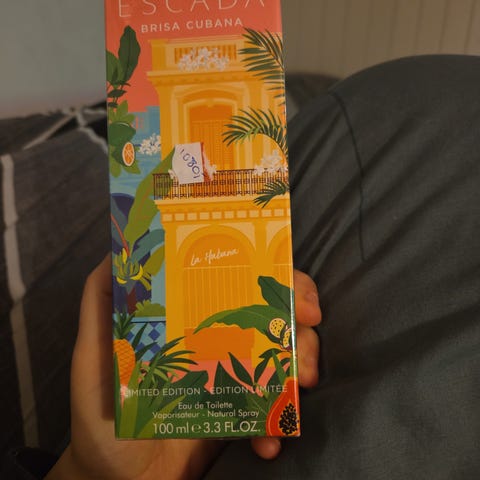 ESCADA
BRISA CUBANA
La Habana
LIMITED EDITION - EDITION LIMITÉE
Eau de Toilette
Vaporisateur - Natural Spray
100 ml e 3.3 FL.OZ.